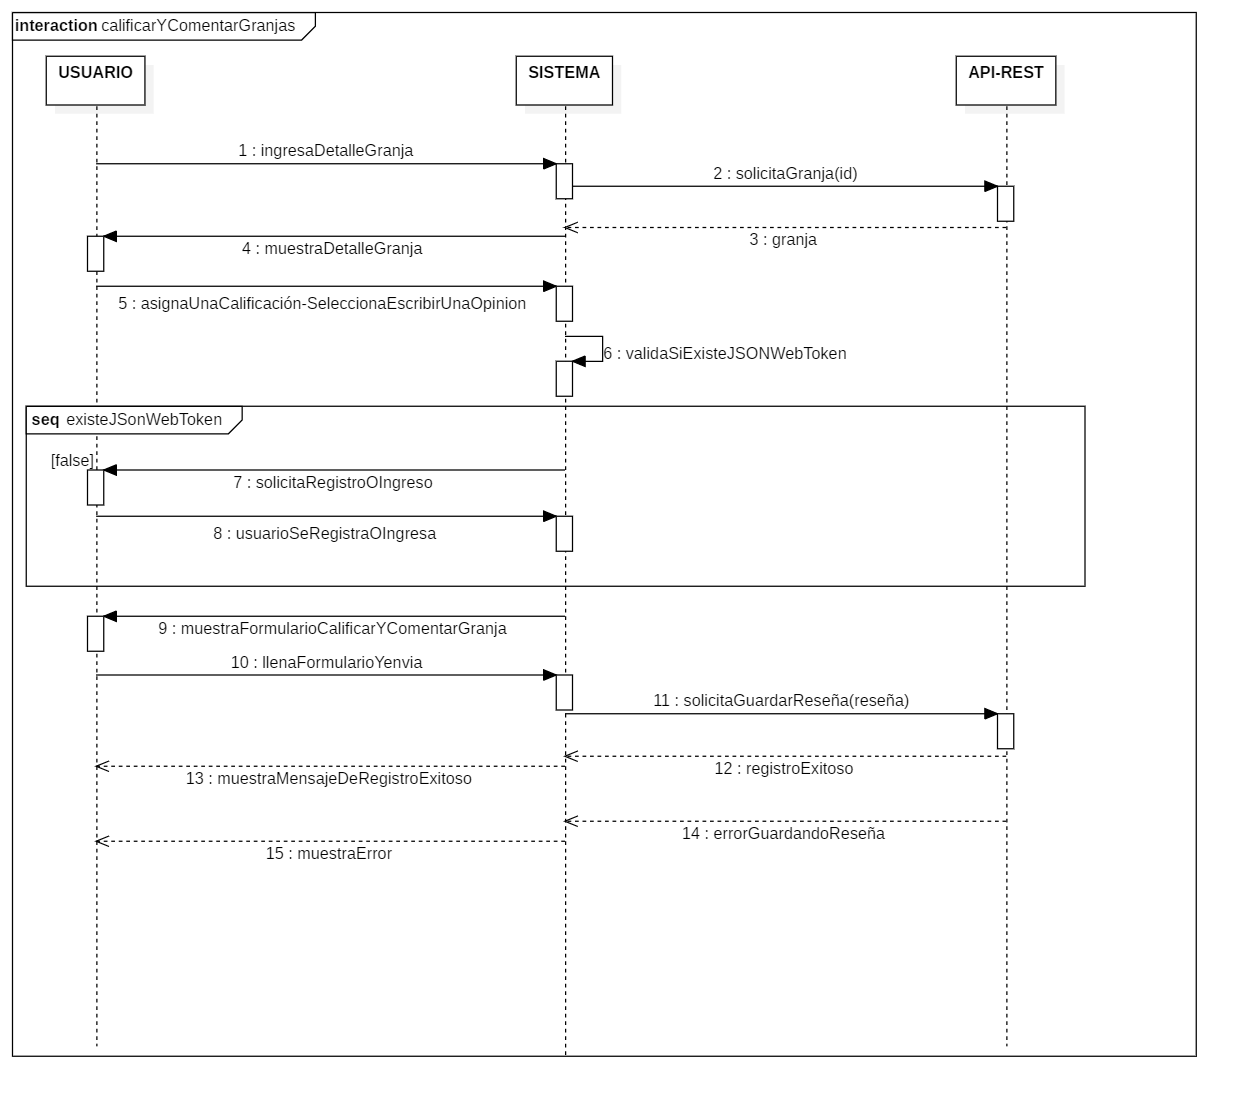 interaction calificarYComentarGranjas
USUARIO
SISTEMA
API-REST
1 : ingresaDetalleGranja
2 : solicitaGranja(id)
3 : granja
4 : muestraDetalleGranja
5 : asignaUnaCalificación-SeleccionaEscribirUnaOpinion
6 : validaSiExisteJSONWebToken
seq existeJSonWebToken
[false]
7 : solicitaRegistroOIngreso
8 : usuarioSeRegistraOIngresa
9 : muestraFormularioCalificarYComentarGranja
10 : llenaFormularioYenvia
11 : solicitaGuardarReseña(reseña)
12 : registroExitoso
13 : muestraMensajeDeRegistroExitoso
14 : errorGuardandoReseña
15 : muestraError